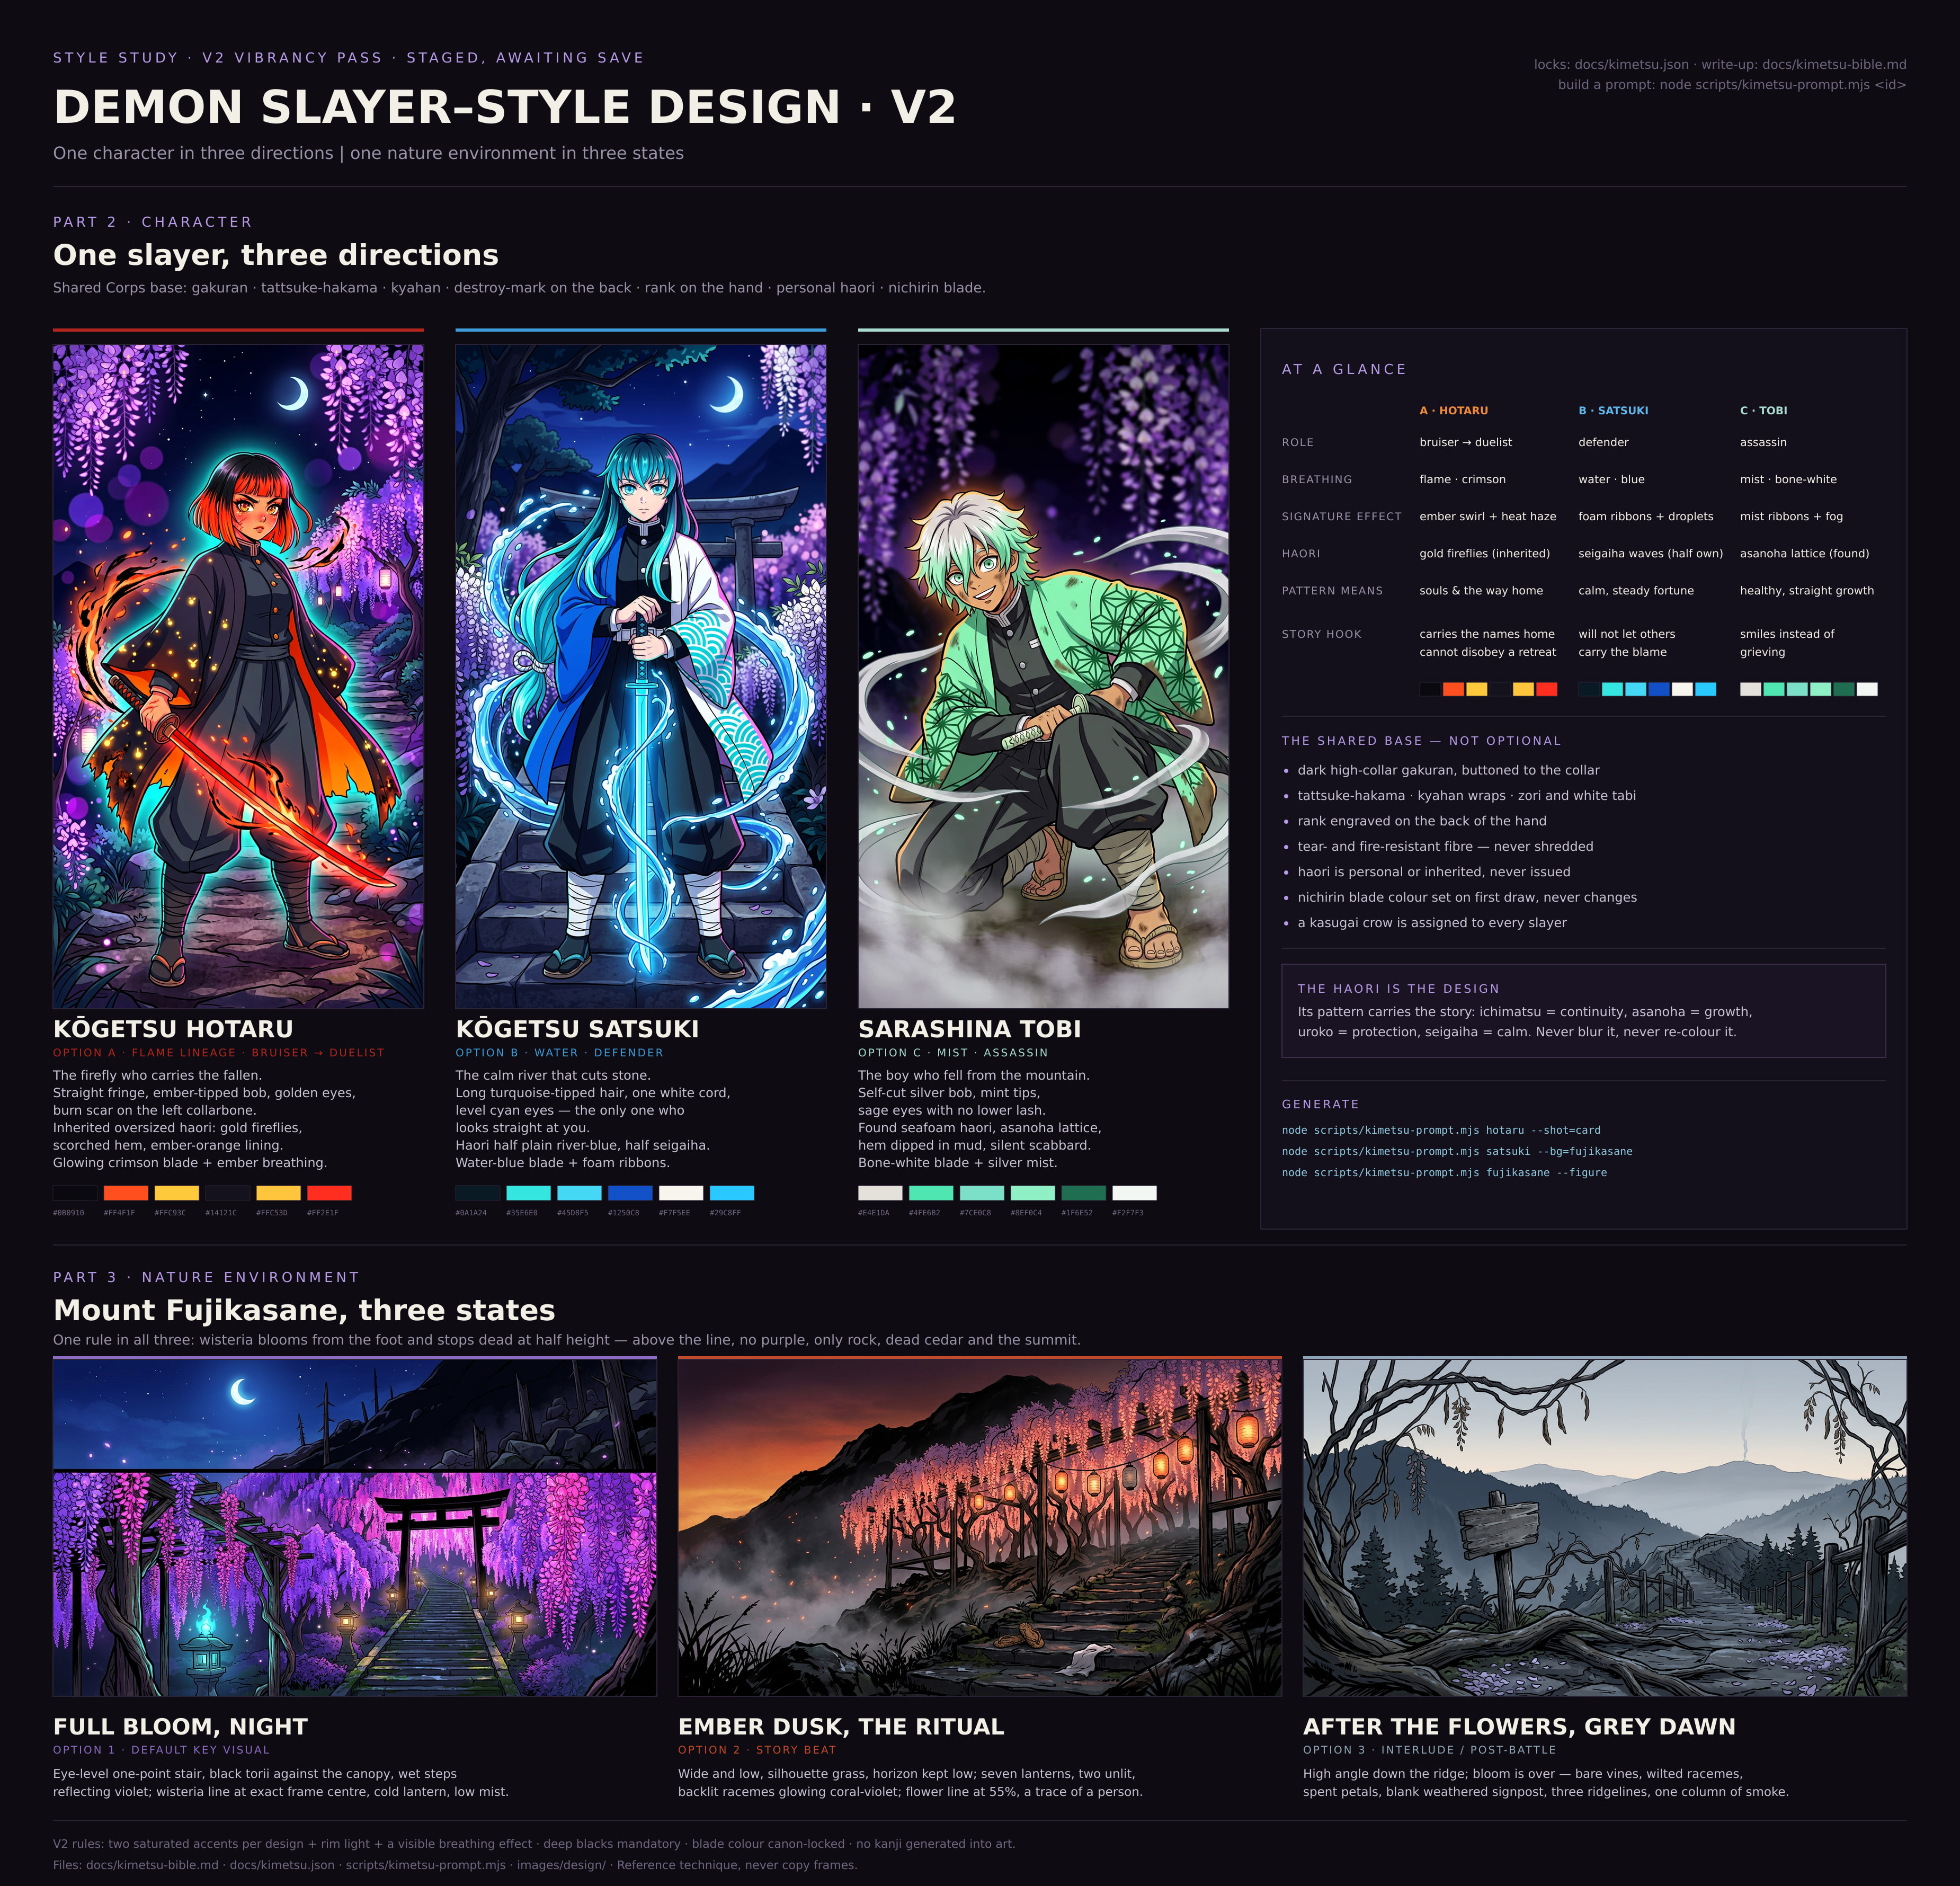 STYLE STUDY · V2 VIBRANCY PASS · STAGED, AWAITING SAVE
DEMON SLAYER–STYLE DESIGN · V2
One character in three directions | one nature environment in three states
locks: docs/kimetsu.json · write-up: docs/kimetsu-bible.md
build a prompt: node scripts/kimetsu-prompt.mjs <id>
PART 2 · CHARACTER
One slayer, three directions
Shared Corps base: gakuran · tattsuke-hakama · kyahan · destroy-mark on the back · rank on the hand · personal haori · nichirin blade.
KŌGETSU HOTARU
OPTION A · FLAME LINEAGE · BRUISER → DUELIST
The firefly who carries the fallen.
Straight fringe, ember-tipped bob, golden eyes,
burn scar on the left collarbone.
Inherited oversized haori: gold fireflies,
scorched hem, ember-orange lining.
Glowing crimson blade + ember breathing.
#0B0910 #FF4F1F #FFC93C #14121C #FFC53D #FF2E1F
KŌGETSU SATSUKI
OPTION B · WATER · DEFENDER
The calm river that cuts stone.
Long turquoise-tipped hair, one white cord,
level cyan eyes — the only one who
looks straight at you.
Haori half plain river-blue, half seigaiha.
Water-blue blade + foam ribbons.
#0A1A24 #35E6E0 #45D8F5 #1250C8 #F7F5EE #29C8FF
SARASHINA TOBI
OPTION C · MIST · ASSASSIN
The boy who fell from the mountain.
Self-cut silver bob, mint tips,
sage eyes with no lower lash.
Found seafoam haori, asanoha lattice,
hem dipped in mud, silent scabbard.
Bone-white blade + silver mist.
#E4E1DA #4FE6B2 #7CE0C8 #8EF0C4 #1F6E52 #F2F7F3
AT A GLANCE
A · HOTARU B · SATSUKI C · TOBI
ROLE bruiser → duelist defender assassin
BREATHING flame · crimson water · blue mist · bone-white
SIGNATURE EFFECT ember swirl + heat haze foam ribbons + droplets mist ribbons + fog
HAORI gold fireflies (inherited) seigaiha waves (half own) asanoha lattice (found)
PATTERN MEANS souls & the way home calm, steady fortune healthy, straight growth
STORY HOOK carries the names home will not let others smiles instead of
cannot disobey a retreat carry the blame grieving
THE SHARED BASE — NOT OPTIONAL
• dark high-collar gakuran, buttoned to the collar
• tattsuke-hakama · kyahan wraps · zori and white tabi
• rank engraved on the back of the hand
• tear- and fire-resistant fibre — never shredded
• haori is personal or inherited, never issued
• nichirin blade colour set on first draw, never changes
• a kasugai crow is assigned to every slayer
THE HAORI IS THE DESIGN
Its pattern carries the story: ichimatsu = continuity, asanoha = growth,
uroko = protection, seigaiha = calm. Never blur it, never re-colour it.
GENERATE
node scripts/kimetsu-prompt.mjs hotaru --shot=card
node scripts/kimetsu-prompt.mjs satsuki --bg=fujikasane
node scripts/kimetsu-prompt.mjs fujikasane --figure
PART 3 · NATURE ENVIRONMENT
Mount Fujikasane, three states
One rule in all three: wisteria blooms from the foot and stops dead at half height — above the line, no purple, only rock, dead cedar and the summit.
FULL BLOOM, NIGHT
OPTION 1 · DEFAULT KEY VISUAL
Eye-level one-point stair, black torii against the canopy, wet steps
reflecting violet; wisteria line at exact frame centre, cold lantern, low mist.
EMBER DUSK, THE RITUAL
OPTION 2 · STORY BEAT
Wide and low, silhouette grass, horizon kept low; seven lanterns, two unlit,
backlit racemes glowing coral-violet; flower line at 55%, a trace of a person.
AFTER THE FLOWERS, GREY DAWN
OPTION 3 · INTERLUDE / POST-BATTLE
High angle down the ridge; bloom is over — bare vines, wilted racemes,
spent petals, blank weathered signpost, three ridgelines, one column of smoke.
V2 rules: two saturated accents per design + rim light + a visible breathing effect · deep blacks mandatory · blade colour canon-locked · no kanji generated into art.
Files: docs/kimetsu-bible.md · docs/kimetsu.json · scripts/kimetsu-prompt.mjs · images/design/ · Reference technique, never copy frames.